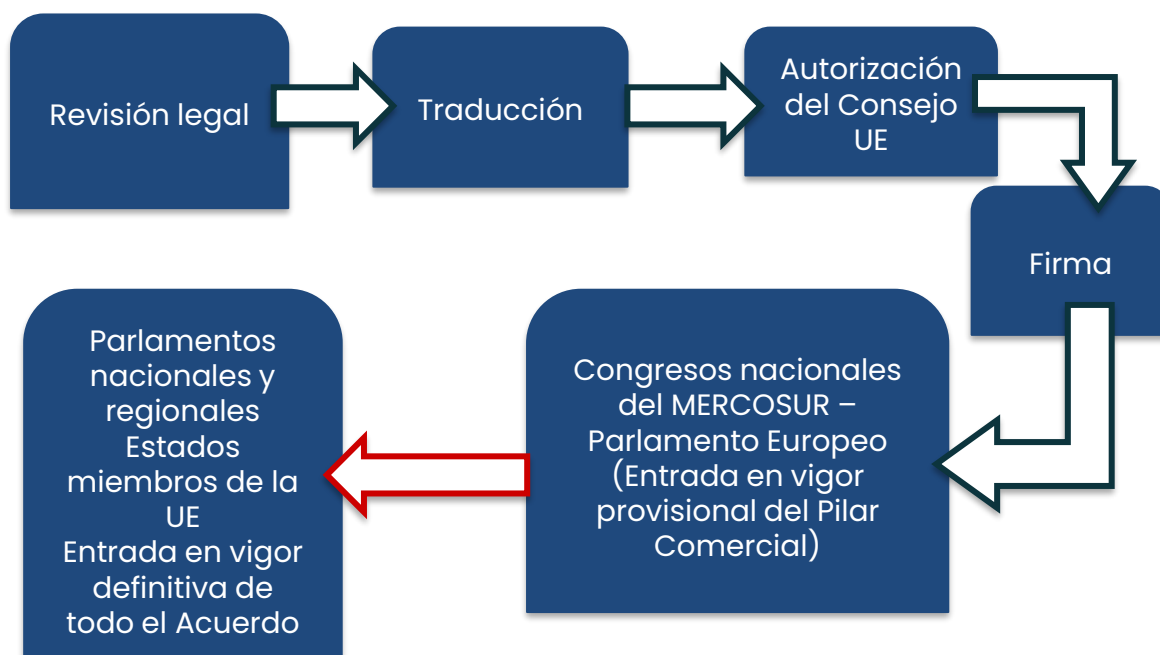 Revisión legal
Traducción
Autorización
del Consejo
UE
Firma
Congresos nacionales
del MERCOSUR –
Parlamento Europeo
(Entrada en vigor
provisional del Pilar
Comercial)
Parlamentos
nacionales y
regionales
Estados
miembros de la
UE
Entrada en vigor
definitiva de
todo el Acuerdo